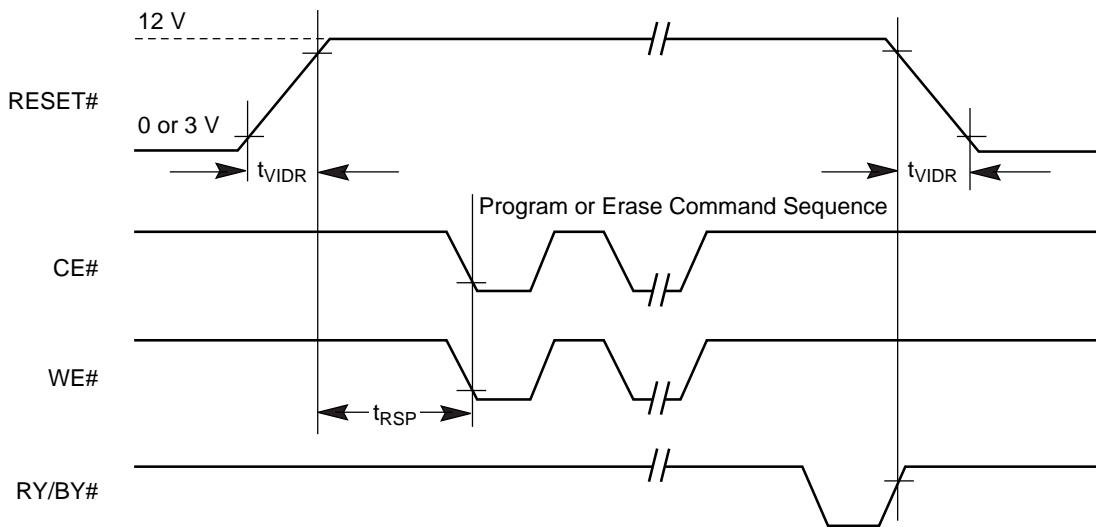 12 V
RESET#
0 or 3 V
tVIDR
tVIDR
Program or Erase Command Sequence
CE#
WE#
tRSP
RY/BY#